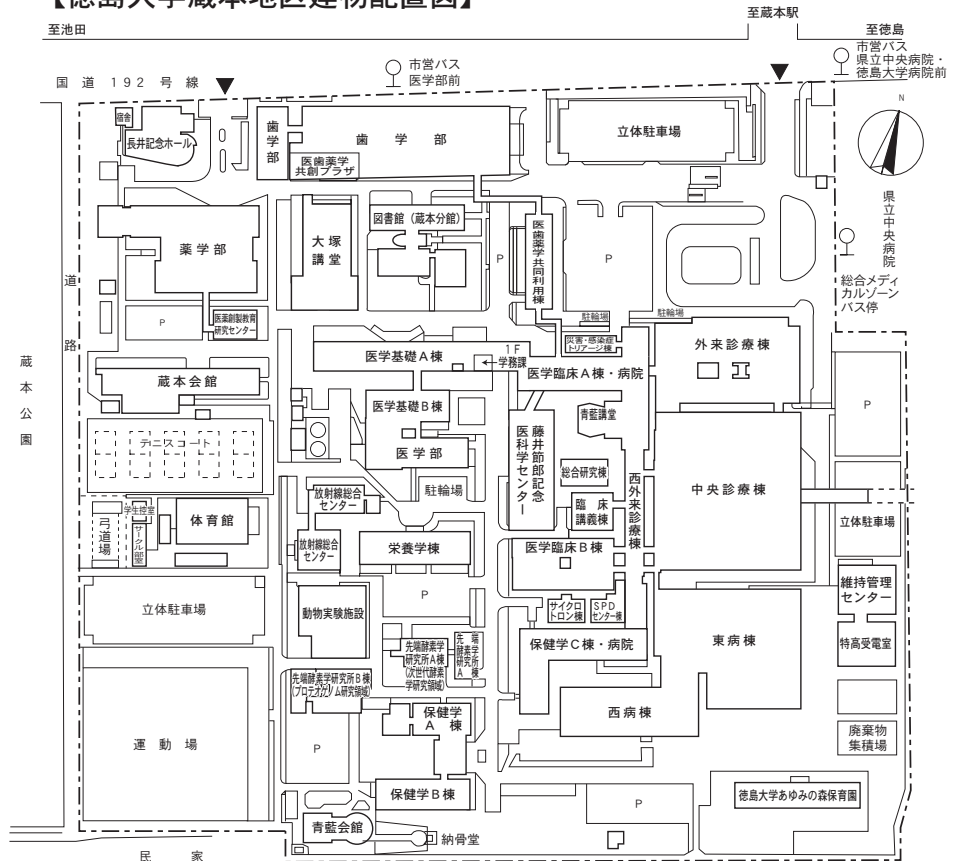 【徳島大学蔵本地区建物配置図】
至蔵本駅
至池田
至徳島
市営バス
医学部前
市営バス
県立中央病院・
徳島大学病院前
国道192号線
N
宿舎
長井記念ホール
歯学部
歯学部
医歯薬学
共創プラザ
立体駐車場
県立中央病院
総合メディ
カルゾーン
バス停
薬学部
大塚
講堂
図書館（蔵本分館）
医歯薬学共同利用棟
P
P
道路
P
医薬創製教育
研究センター
駐輪場
駐輪場
災害・感染症
トリアージ棟
外来診療棟
医学基礎A棟
1F
←学務課
医学臨床A棟・病院
蔵本公園
蔵本会館
医学基礎B棟
医学部
青藍講堂
P
藤井節郎記念
医科学センター
テニスコート
総合研究棟
西外来診療棟
中央診療棟
臨床
講義棟
駐輪場
放射線総合
センター
学生控室
弓道場
サークル部室
体育館
立体駐車場
放射線総合
センター
栄養学棟
医学臨床B棟
維持管理
センター
立体駐車場
動物実験施設
P
サイクロ
トロン棟
SPD
センター棟
東病棟
特高受電室
先端酵素学
研究所A棟
(次世代酵素
学研究領域)
先端
酵素学
研究所
A棟
保健学C棟・病院
先端酵素学研究所B棟
(プロテオゲノム研究領域)
保健学
A棟
西病棟
運動場
P
廃棄物
集積場
保健学B棟
P
徳島大学あゆみの森保育園
青藍会館
納骨堂
民家